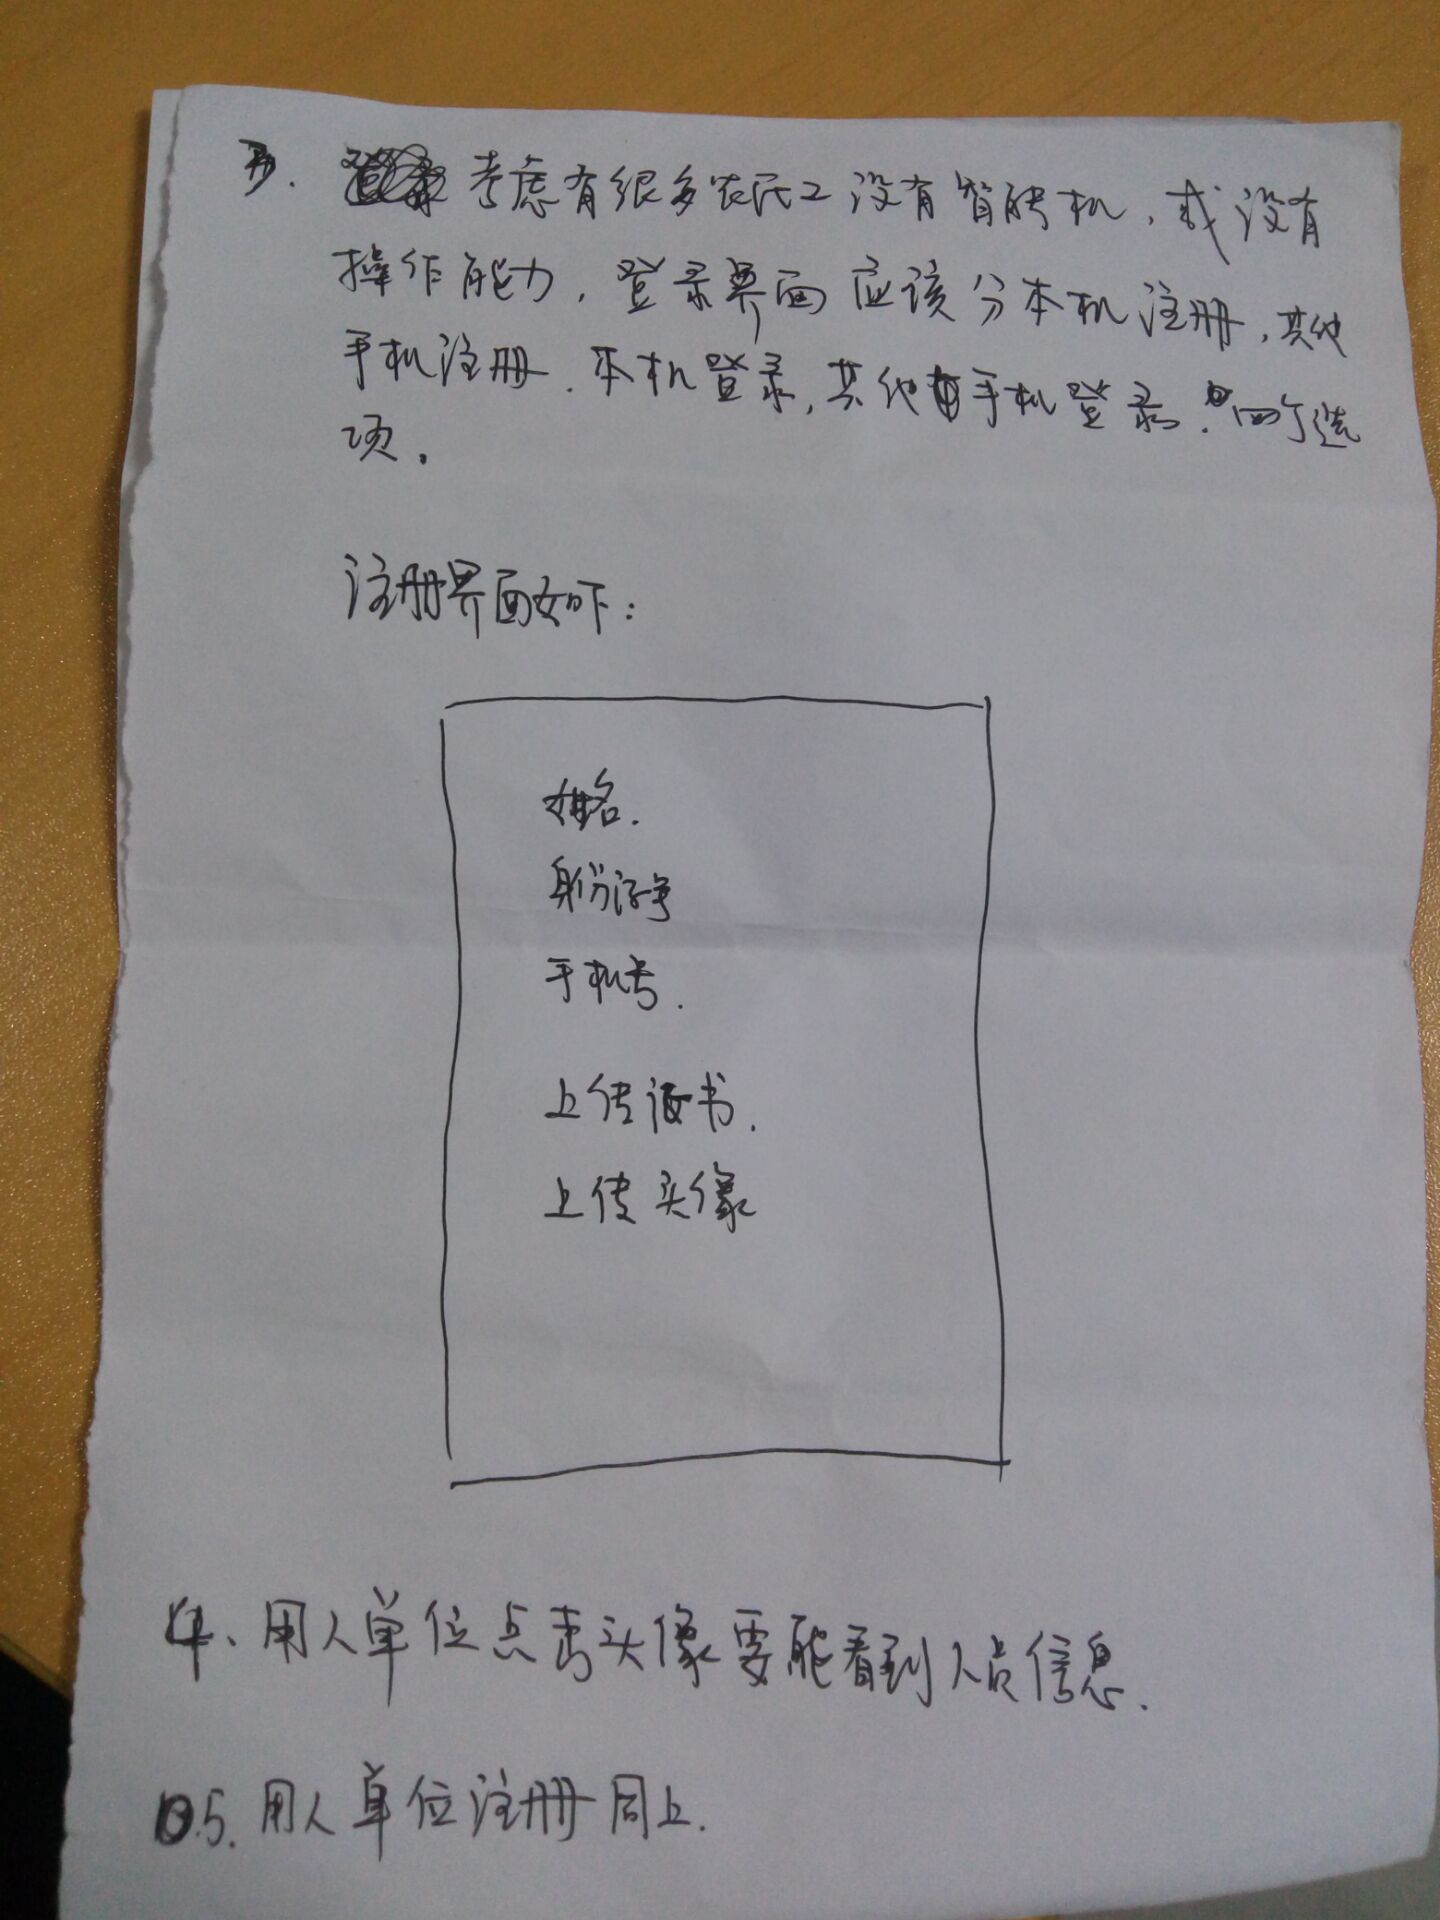 3. 考虑有很多农民工没有智能机，或没有
操作能力，登录界面应该分本机注册，其他
手机注册．本机登录，其他手机登录．四个选
项．
注册界面如下：
姓名．
身份证号
手机号．
上传证书．
上传头像
4、用人单位点击头像要能看到人员信息．
5．用人单位注册同上．